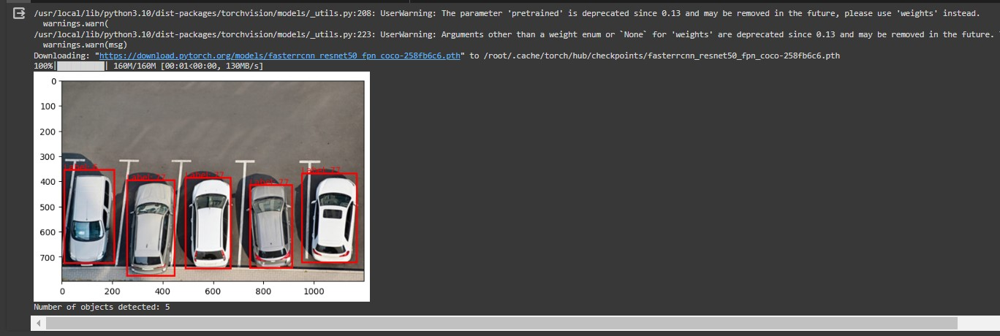 /usr/local/lib/python3.10/dist-packages/torchvision/models/_utils.py:208: UserWarning: The parameter 'pretrained' is deprecated since 0.13 and may be removed in the future, please use 'weights' instead.
warnings.warn(
/usr/local/lib/python3.10/dist-packages/torchvision/models/_utils.py:223: UserWarning: Arguments other than a weight enum or `None` for 'weights' are deprecated since 0.13 and may be removed in the future.
warnings.warn(msg)
Downloading: "https://download.pytorch.org/models/fasterrcnn_resnet50_fpn_coco-258fb6c6.pth" to /root/.cache/torch/hub/checkpoints/fasterrcnn_resnet50_fpn_coco-258fb6c6.pth
100%|██████████| 160M/160M [00:01<00:00, 130MB/s]
0
100
200
300
400
500
600
700
Label
Label 77
Label 77
Label 77
Label 77
0 200 400 600 800 1000
Number of objects detected: 5